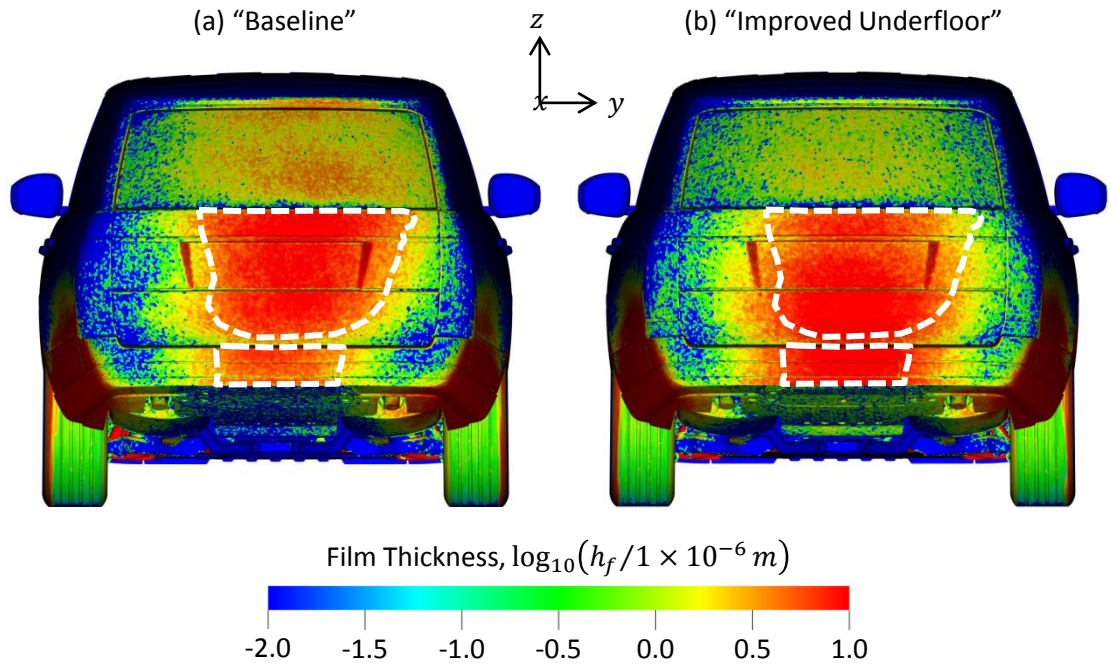 (a) “Baseline”
(b) “Improved Underfloor”
z
x
y
Film Thickness, log₁₀(h_f/1 × 10⁻⁶ m)
-2.0 -1.5 -1.0 -0.5 0.0 0.5 1.0